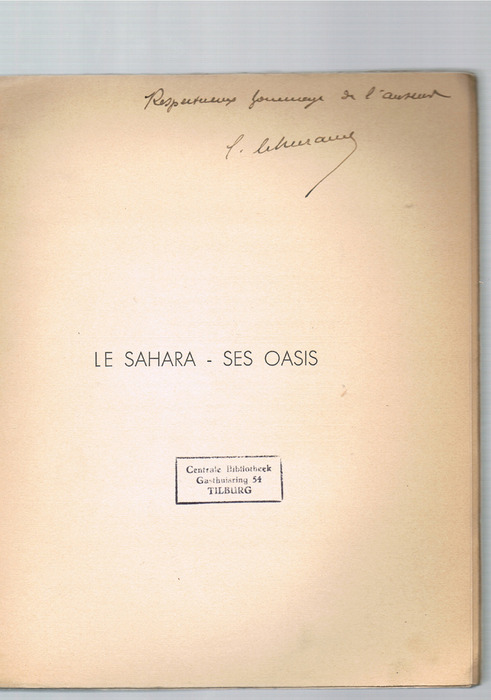 Respectueux hommage de l'auteur
LE SAHARA - SES OASIS
Centrale Bibliotheek
Gasthuisring 54
TILBURG